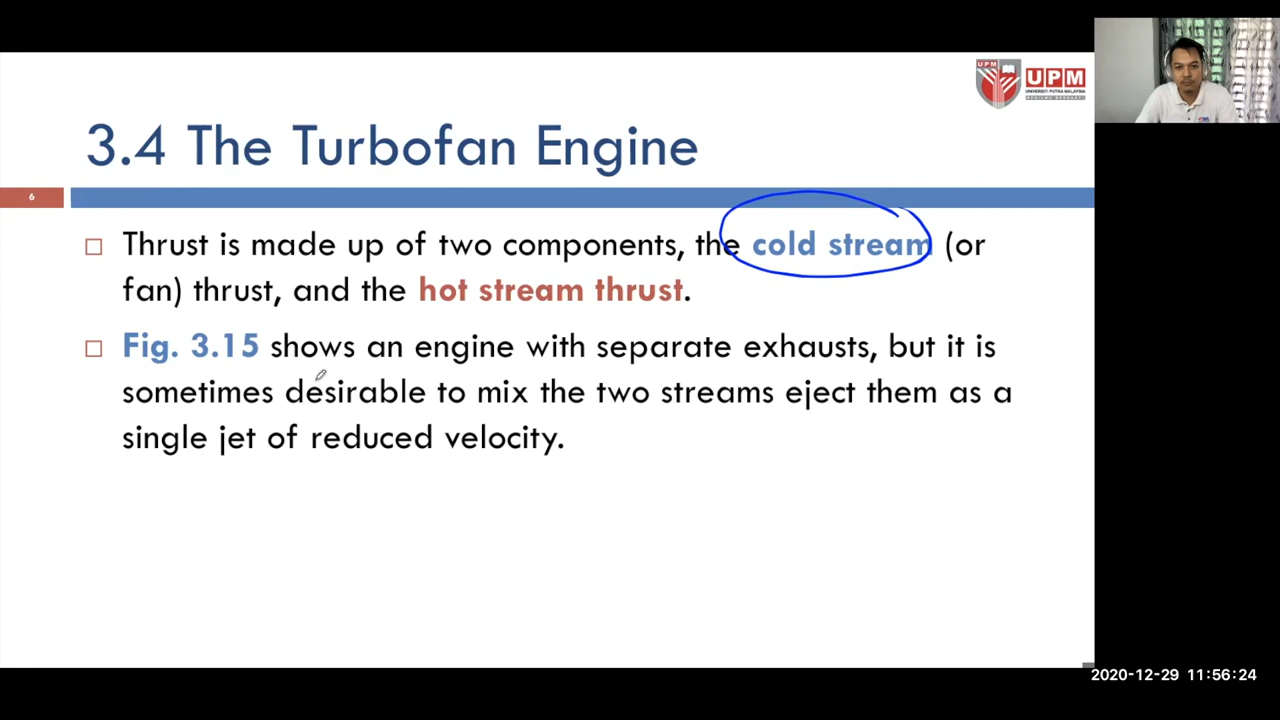 UPM
UPM
UNIVERSITI PUTRA MALAYSIA
3.4 The Turbofan Engine
6
Thrust is made up of two components, the cold stream (or
fan) thrust, and the hot stream thrust.
Fig. 3.15 shows an engine with separate exhausts, but it is
sometimes desirable to mix the two streams eject them as a
single jet of reduced velocity.
2020-12-29 11:56:24